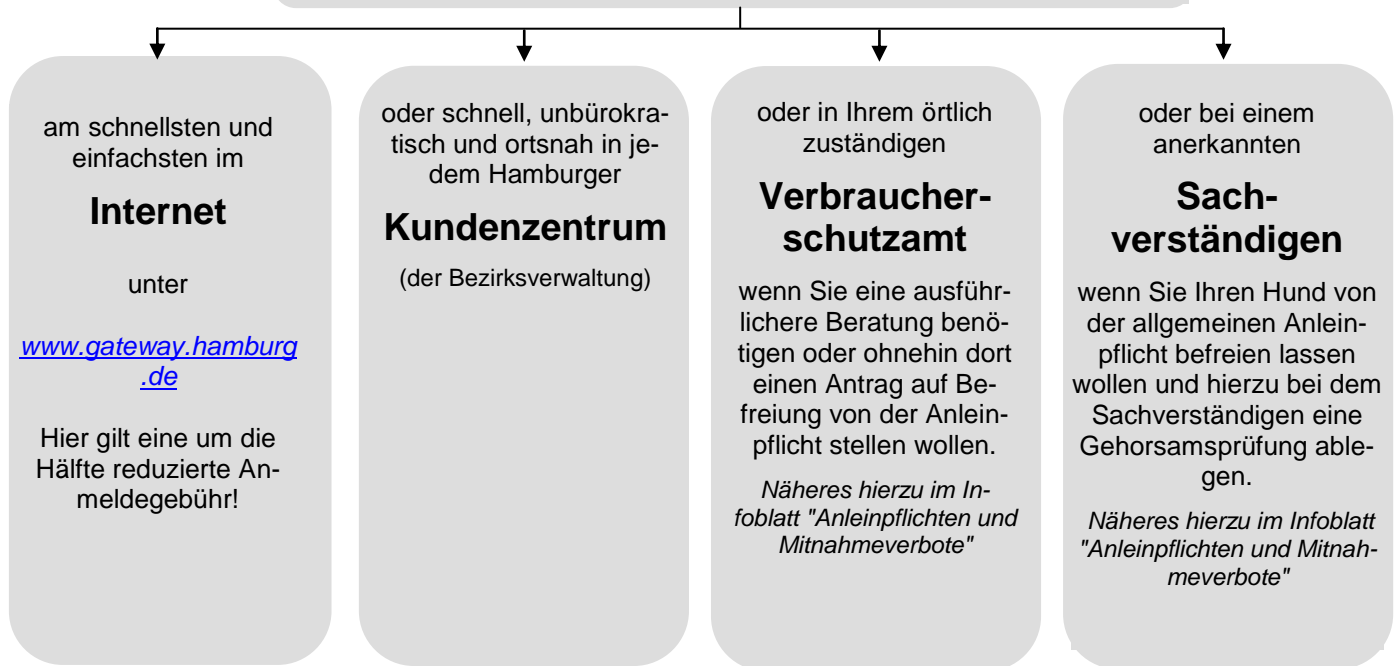 am schnellsten und
einfachsten im
Internet
unter
www.gateway.hamburg
.de
Hier gilt eine um die
Hälfte reduzierte An-
meldegebühr!
oder schnell, unbürokra-
tisch und ortsnah in je-
dem Hamburger
Kundenzentrum
(der Bezirksverwaltung)
oder in Ihrem örtlich
zuständigen
Verbraucher-
schutzamt
wenn Sie eine ausführ-
lichere Beratung benö-
tigen oder ohnehin dort
einen Antrag auf Be-
freiung von der Anlein-
pflicht stellen wollen.
Näheres hierzu im In-
foblatt "Anleinpflichten und
Mitnahmeverbote"
oder bei einem
anerkannten
Sach-
verständigen
wenn Sie Ihren Hund von
der allgemeinen Anlein-
pflicht befreien lassen
wollen und hierzu bei dem
Sachverständigen eine
Gehorsamsprüfung able-
gen.
Näheres hierzu im Infoblatt
"Anleinpflichten und Mitnah-
meverbote"